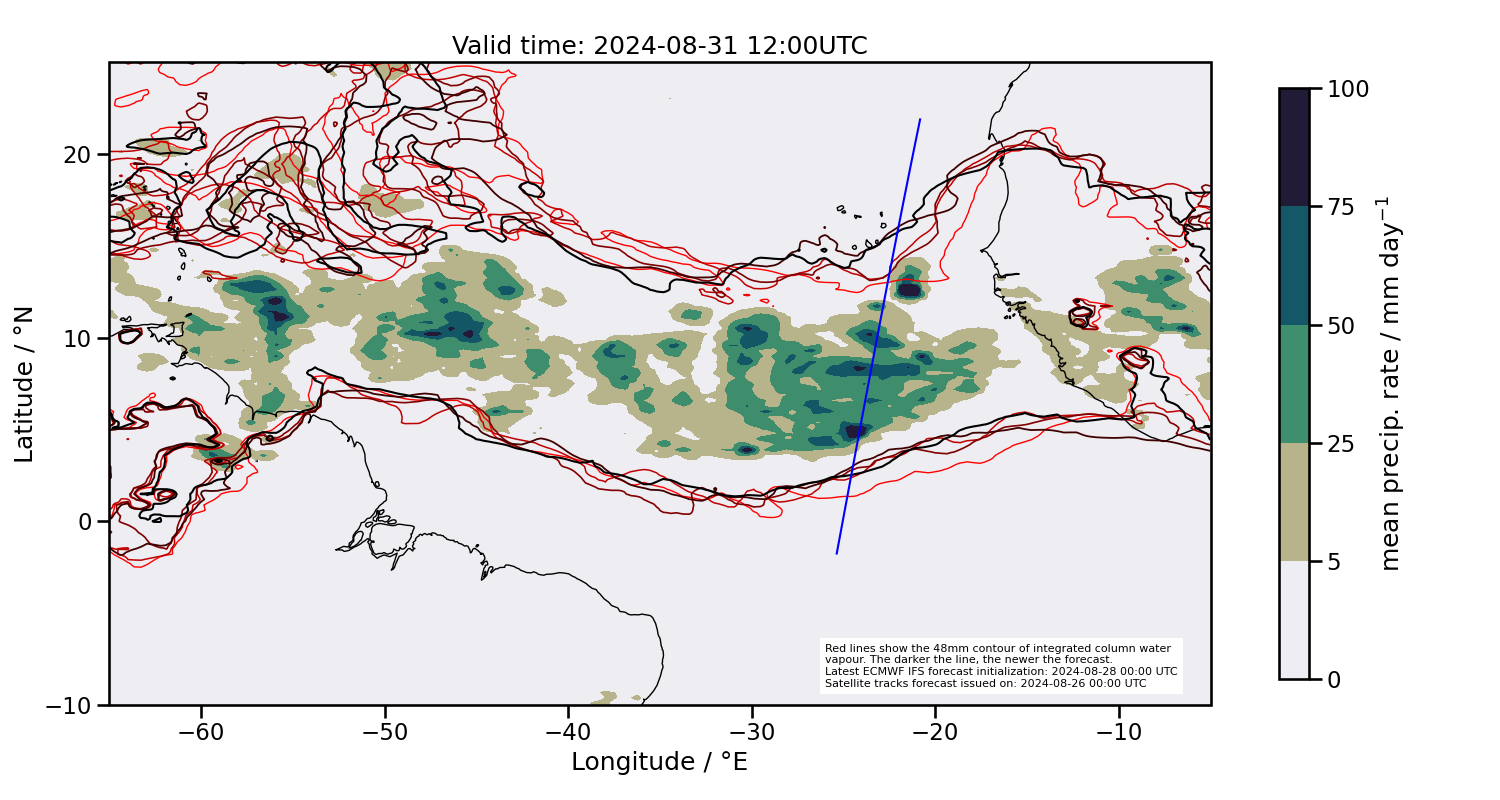 Valid time: 2024-08-31 12:00UTC
20
10
0
−10
Latitude / °N
−60
−50
−40
−30
−20
−10
Longitude / °E
Red lines show the 48mm contour of integrated column water
vapour. The darker the line, the newer the forecast.
Latest ECMWF IFS forecast initialization: 2024-08-28 00:00 UTC
Satellite tracks forecast issued on: 2024-08-26 00:00 UTC
100
75
50
25
5
0
mean precip. rate / mm day⁻¹